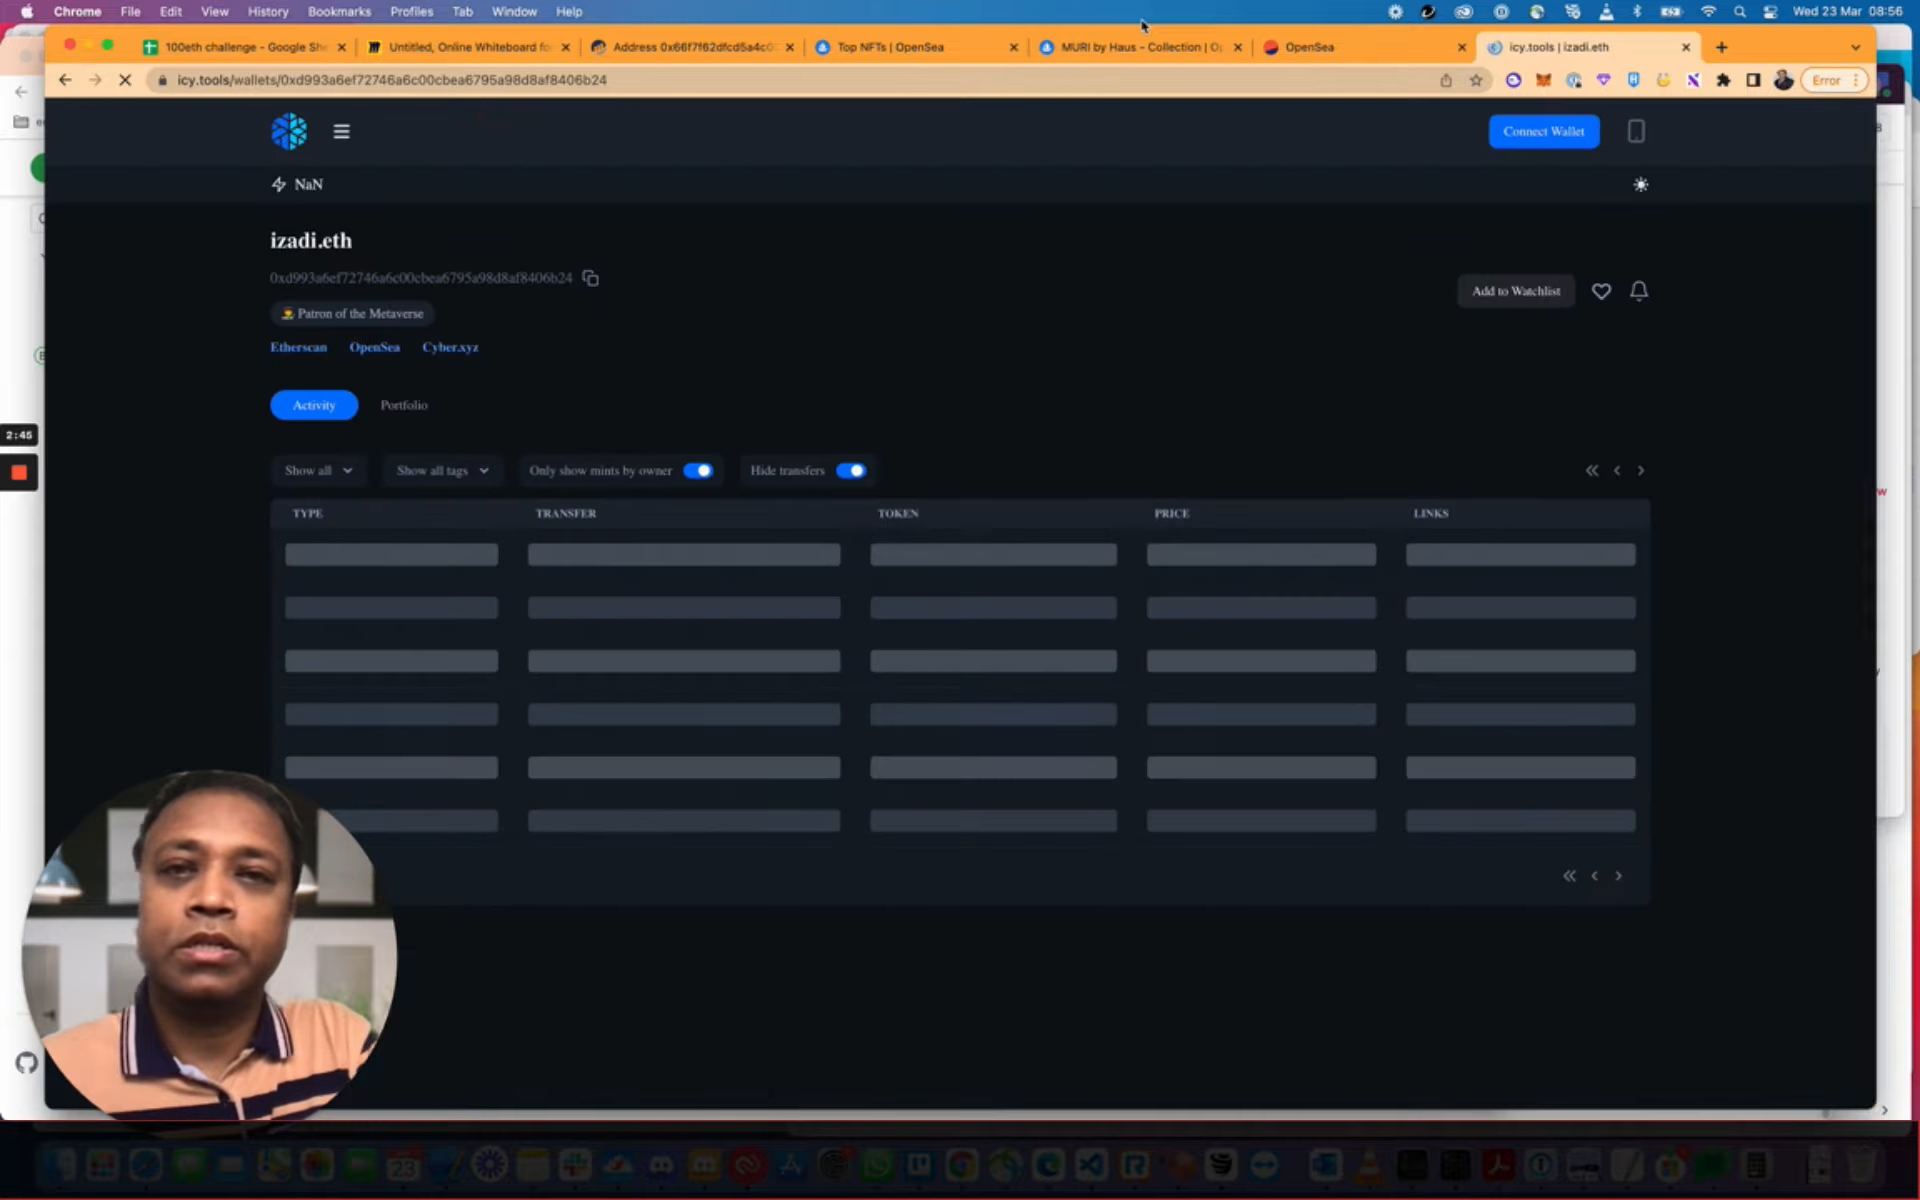 Chrome File Edit View History Bookmarks Profiles Tab Window Help Wed 23 Mar 08:56
100eth challenge - Google She Untitled, Online Whiteboard fo Address 0x66f7f62dfcd5a4c0 Top NFTs | OpenSea MURI by Haus - Collection | O OpenSea icy.tools | izadi.eth
icy.tools/wallets/0xd993a6ef72746a6c00cbea6795a98d8af8406b24 Error
Connect Wallet
NaN
izadi.eth
0xd993a6ef72746a6c00cbea6795a98d8af8406b24
Add to Watchlist
Patron of the Metaverse
Etherscan OpenSea Cyber.xyz
Activity Portfolio
2:45
Show all Show all tags Only show mints by owner Hide transfers
TYPE TRANSFER TOKEN PRICE LINKS
23